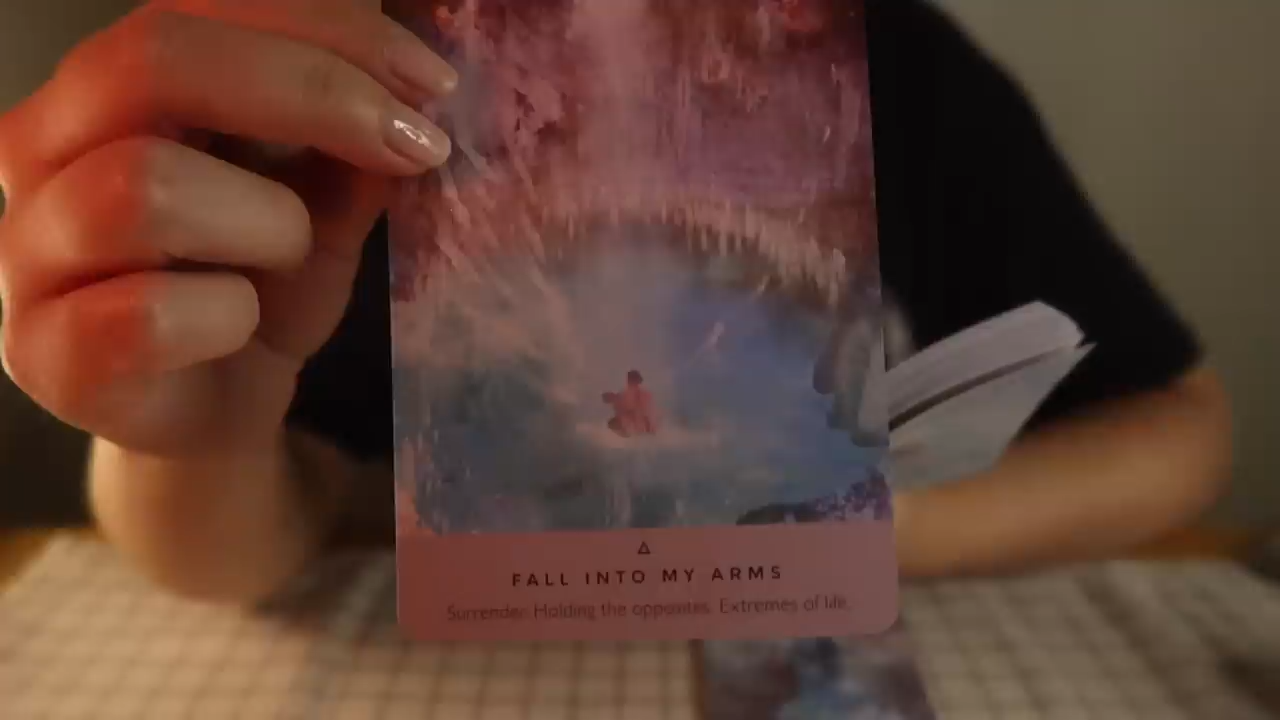 FALL INTO MY ARMS
Surrender. Holding the opposites. Extremes of life.